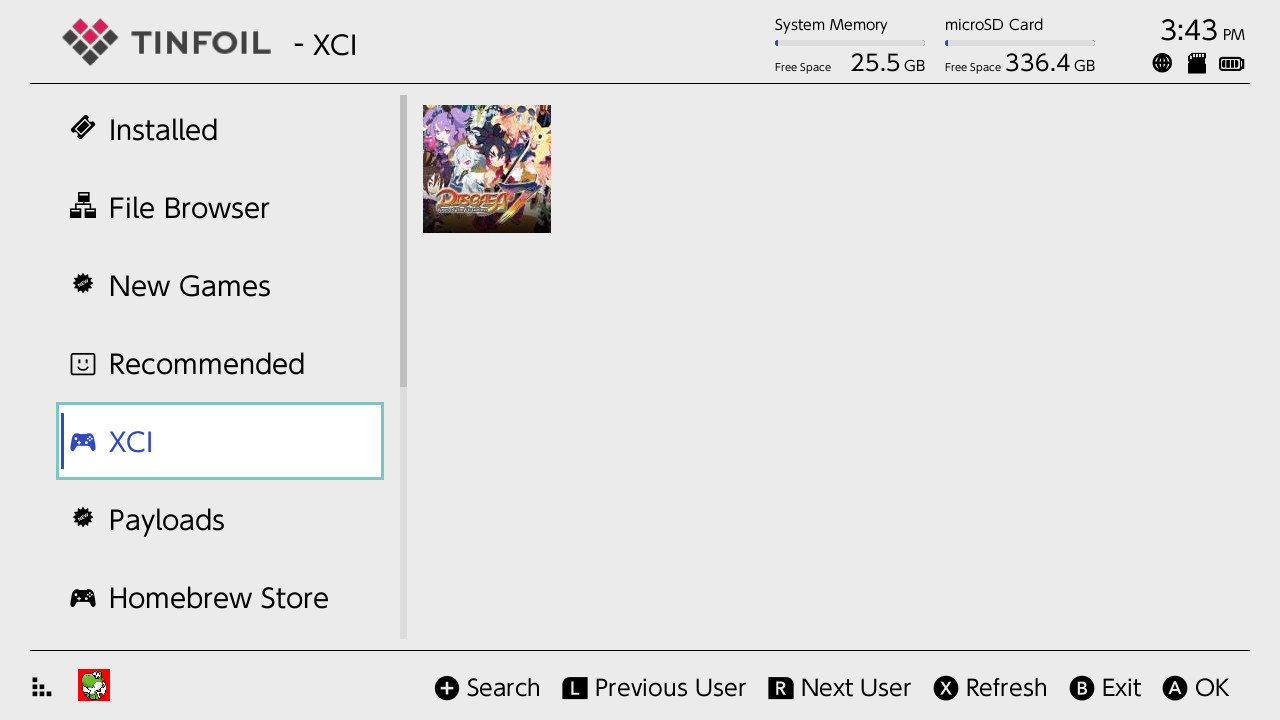 TINFOIL - XCI
System Memory
Free Space 25.5 GB
microSD Card
Free Space 336.4 GB
3:43 PM
Installed
File Browser
New Games
Recommended
XCI
Payloads
Homebrew Store
DISGAEA 7
+ Search L Previous User R Next User X Refresh B Exit A OK